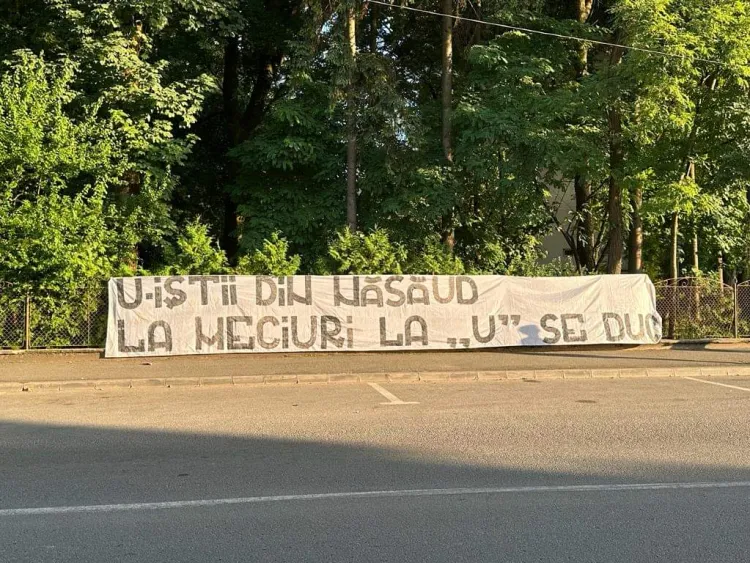 U-iȘTii DiN NĂSĂUD
LA MECiURi LA „U” SE DUC